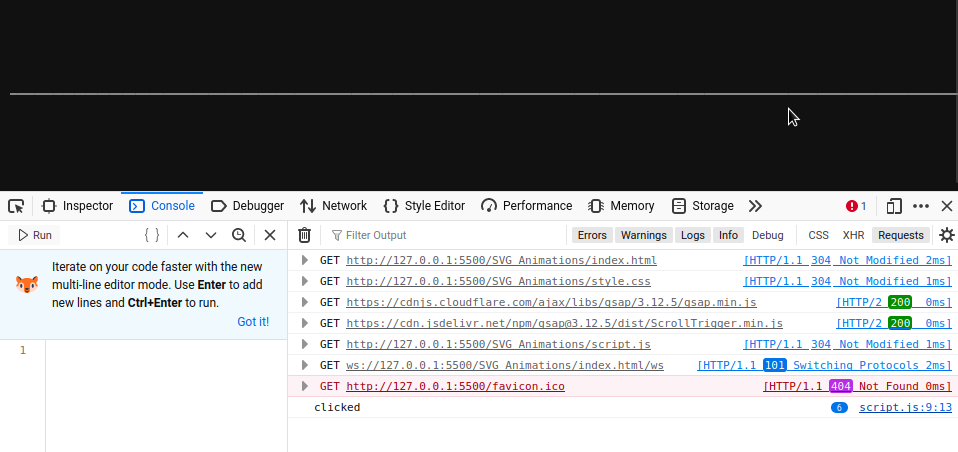 Inspector Console Debugger Network Style Editor Performance Memory Storage 1
Run { } Filter Output Errors Warnings Logs Info Debug CSS XHR Requests
Iterate on your code faster with the new
multi-line editor mode. Use Enter to add
new lines and Ctrl+Enter to run.
Got it!
1
GET http://127.0.0.1:5500/SVG_Animations/index.html [HTTP/1.1 304 Not Modified 2ms]
GET http://127.0.0.1:5500/SVG_Animations/style.css [HTTP/1.1 304 Not Modified 1ms]
GET https://cdnjs.cloudflare.com/ajax/libs/gsap/3.12.5/gsap.min.js [HTTP/2 200 0ms]
GET https://cdn.jsdelivr.net/npm/gsap@3.12.5/dist/ScrollTrigger.min.js [HTTP/2 200 0ms]
GET http://127.0.0.1:5500/SVG_Animations/script.js [HTTP/1.1 304 Not Modified 1ms]
GET ws://127.0.0.1:5500/SVG_Animations/index.html/ws [HTTP/1.1 101 Switching Protocols 2ms]
GET http://127.0.0.1:5500/favicon.ico [HTTP/1.1 404 Not Found 0ms]
clicked 6 script.js:9:13